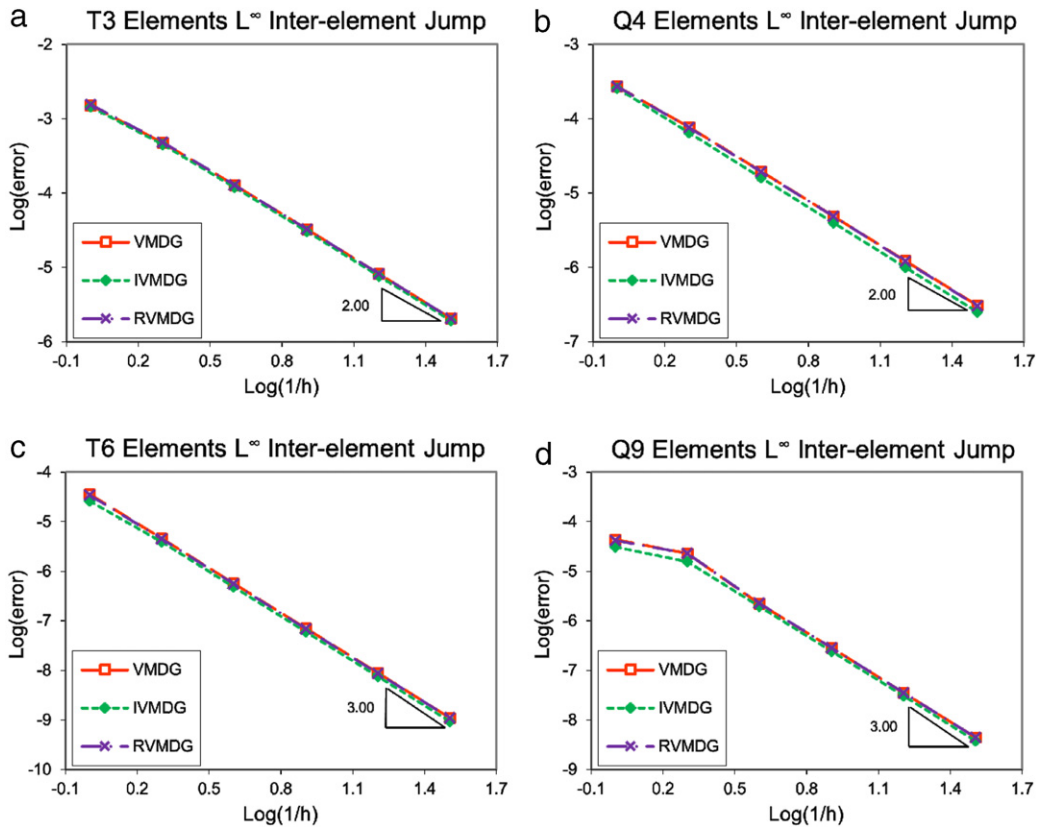 a
T3 Elements L∞ Inter-element Jump
-2
-3
-4
-5
-6
Log(error)
VMDG
IVMDG
RVMDG
2.00
-0.1 0.2 0.5 0.8 1.1 1.4 1.7
Log(1/h)
b
Q4 Elements L∞ Inter-element Jump
-3
-4
-5
-6
-7
Log(error)
VMDG
IVMDG
RVMDG
2.00
-0.1 0.2 0.5 0.8 1.1 1.4 1.7
Log(1/h)
c
T6 Elements L∞ Inter-element Jump
-4
-5
-6
-7
-8
-9
-10
Log(error)
VMDG
IVMDG
RVMDG
3.00
-0.1 0.2 0.5 0.8 1.1 1.4 1.7
Log(1/h)
d
Q9 Elements L∞ Inter-element Jump
-3
-4
-5
-6
-7
-8
-9
Log(error)
VMDG
IVMDG
RVMDG
3.00
-0.1 0.2 0.5 0.8 1.1 1.4 1.7
Log(1/h)